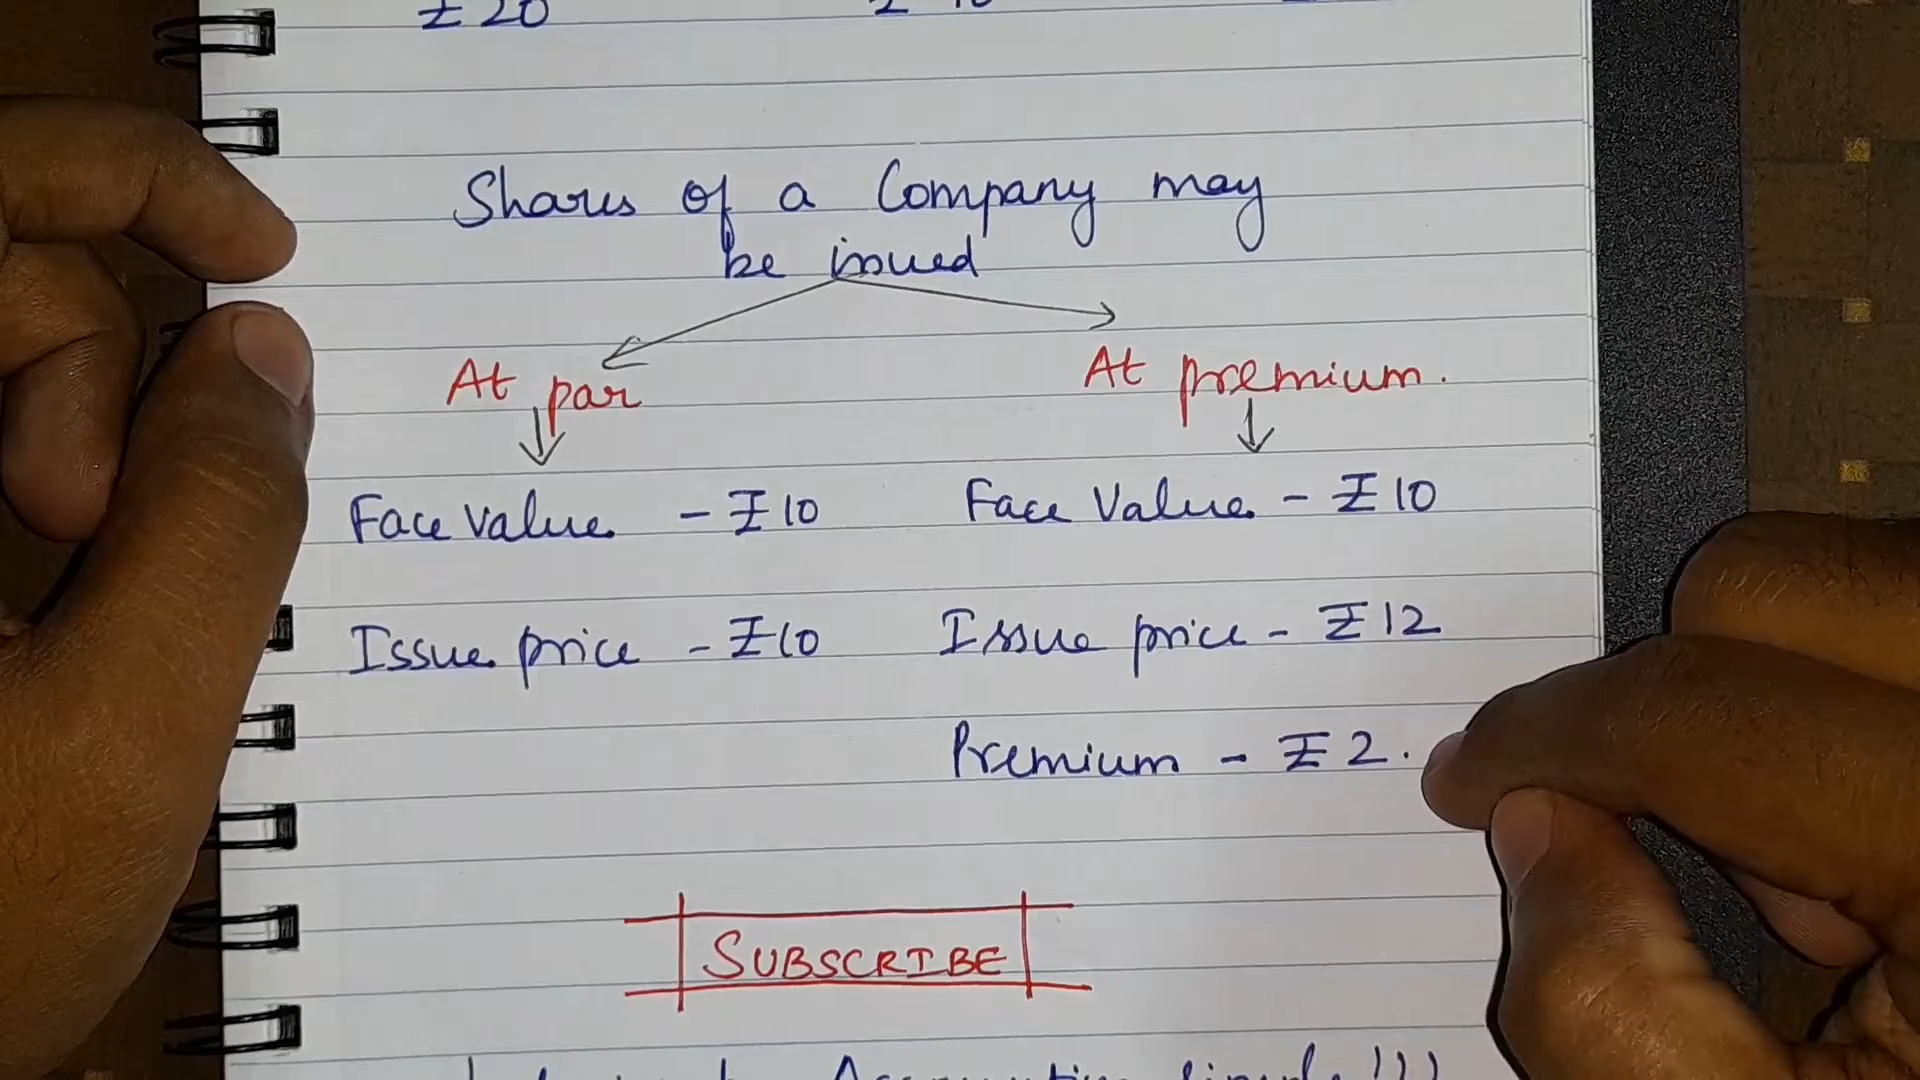 ₹ 20
Shares of a Company may
be issued
At par
At premium.
Face value - ₹10
Face Value - ₹10
Issue price - ₹10
Issue price - ₹12
Premium - ₹2.
SUBSCRIBE